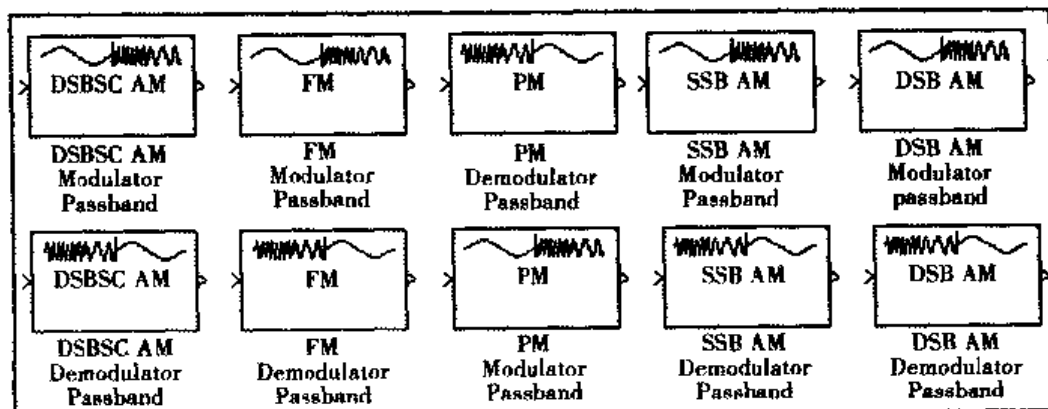 DSBSC AM
FM
PM
SSB AM
DSB AM
DSBSC AM
Modulator
Passband
FM
Modulator
Passband
PM
Demodulator
Passband
SSB AM
Modulator
Passband
DSB AM
Modulator
passband
DSBSC AM
FM
PM
SSB AM
DSB AM
DSBSC AM
Demodulator
Passband
FM
Demodulator
Passband
PM
Modulator
Passband
SSB AM
Demodulator
Passband
DSB AM
Demodulator
Passband